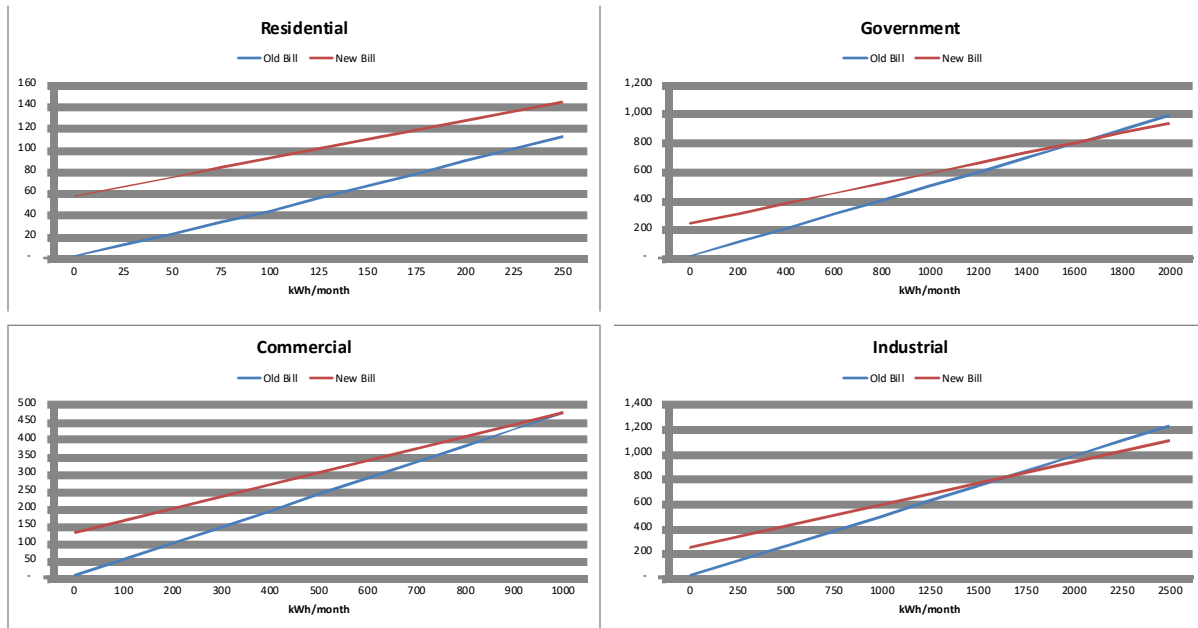 Residential
Old Bill New Bill
160
140
120
100
80
60
40
20
-
0 25 50 75 100 125 150 175 200 225 250
kWh/month
Government
Old Bill New Bill
1,200
1,000
800
600
400
200
-
0 200 400 600 800 1000 1200 1400 1600 1800 2000
kWh/month
Commercial
Old Bill New Bill
500
450
400
350
300
250
200
150
100
50
-
0 100 200 300 400 500 600 700 800 900 1000
kWh/month
Industrial
Old Bill New Bill
1,400
1,200
1,000
800
600
400
200
-
0 250 500 750 1000 1250 1500 1750 2000 2250 2500
kWh/month